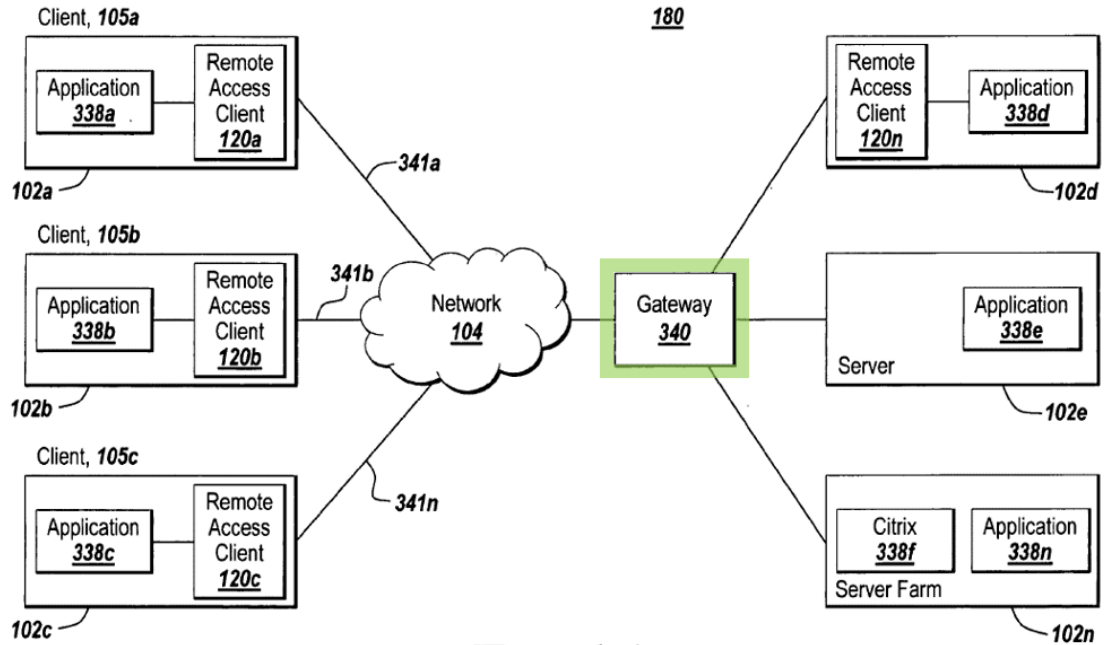 Client, 105a
180
Application
338a
Remote
Access
Client
120a
Remote
Access
Client
120n
Application
338d
341a
102a
102d
Client, 105b
341b
Application
338b
Remote
Access
Client
120b
Network
104
Gateway
340
Application
338e
Server
102b
102e
Client, 105c
341n
Application
338c
Remote
Access
Client
120c
Citrix
338f
Application
338n
Server Farm
102c
102n